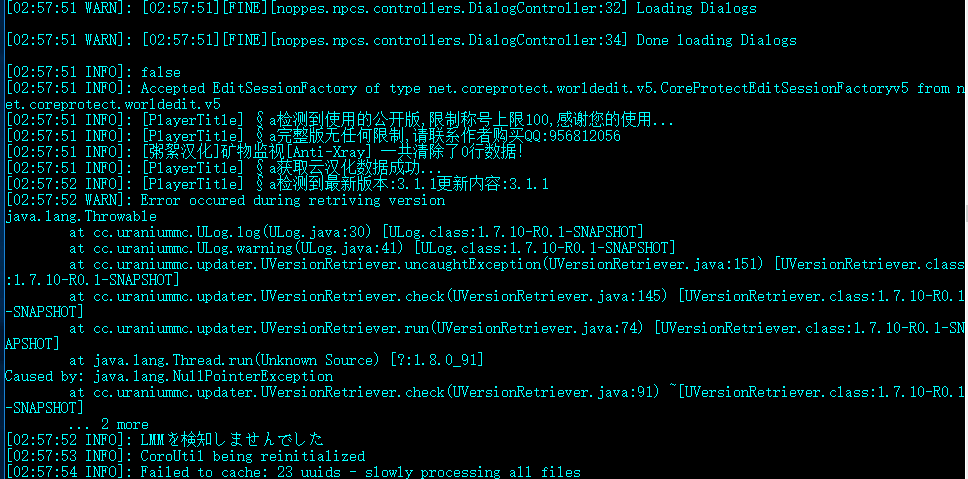 [02:57:51 WARN]: [02:57:51][FINE][noppes.npcs.controllers.DialogController:32] Loading Dialogs
[02:57:51 WARN]: [02:57:51][FINE][noppes.npcs.controllers.DialogController:34] Done loading Dialogs
[02:57:51 INFO]: false
[02:57:51 INFO]: Accepted EditSessionFactory of type net.coreprotect.worldedit.v5.CoreProtectEditSessionFactoryv5 from n
et.coreprotect.worldedit.v5
[02:57:51 INFO]: [PlayerTitle] §a检测到使用的公开版,限制称号上限100,感谢您的使用...
[02:57:51 INFO]: [PlayerTitle] §a完整版无任何限制,请联系作者购买QQ:956812056
[02:57:51 INFO]: [粥絮汉化]矿物监视[Anti-Xray] 一共清除了0行数据!
[02:57:51 INFO]: [PlayerTitle] §a获取云汉化数据成功...
[02:57:52 INFO]: [PlayerTitle] §a检测到最新版本:3.1.1更新内容:3.1.1
[02:57:52 WARN]: Error occured during retriving version
java.lang.Throwable
        at cc.uraniummc.ULog.log(ULog.java:30) [ULog.class:1.7.10-R0.1-SNAPSHOT]
        at cc.uraniummc.ULog.warning(ULog.java:41) [ULog.class:1.7.10-R0.1-SNAPSHOT]
        at cc.uraniummc.updater.UVersionRetriever.uncaughtException(UVersionRetriever.java:151) [UVersionRetriever.class
:1.7.10-R0.1-SNAPSHOT]
        at cc.uraniummc.updater.UVersionRetriever.check(UVersionRetriever.java:145) [UVersionRetriever.class:1.7.10-R0.1
-SNAPSHOT]
        at cc.uraniummc.updater.UVersionRetriever.run(UVersionRetriever.java:74) [UVersionRetriever.class:1.7.10-R0.1-SN
APSHOT]
        at java.lang.Thread.run(Unknown Source) [?:1.8.0_91]
Caused by: java.lang.NullPointerException
        at cc.uraniummc.updater.UVersionRetriever.check(UVersionRetriever.java:91) ~[UVersionRetriever.class:1.7.10-R0.1
-SNAPSHOT]
        ... 2 more
[02:57:52 INFO]: LMMを検知しませんでした
[02:57:53 INFO]: CoroUtil being reinitialized
[02:57:54 INFO]: Failed to cache: 23 uuids - slowly processing all files